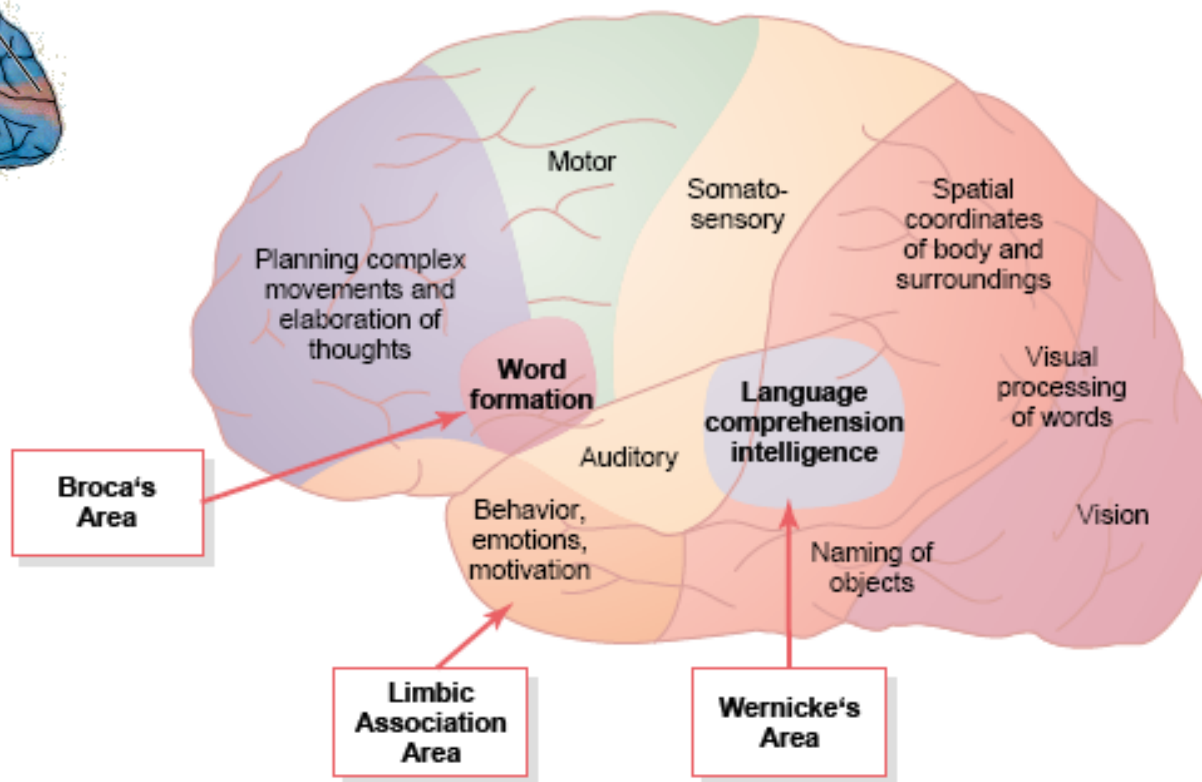 Motor
Somato-
sensory
Spatial
coordinates
of body and
surroundings
Planning complex
movements and
elaboration of
thoughts
Word
formation
Language
comprehension
intelligence
Visual
processing
of words
Auditory
Broca‘s
Area
Behavior,
emotions,
motivation
Vision
Naming of
objects
Limbic
Association
Area
Wernicke‘s
Area